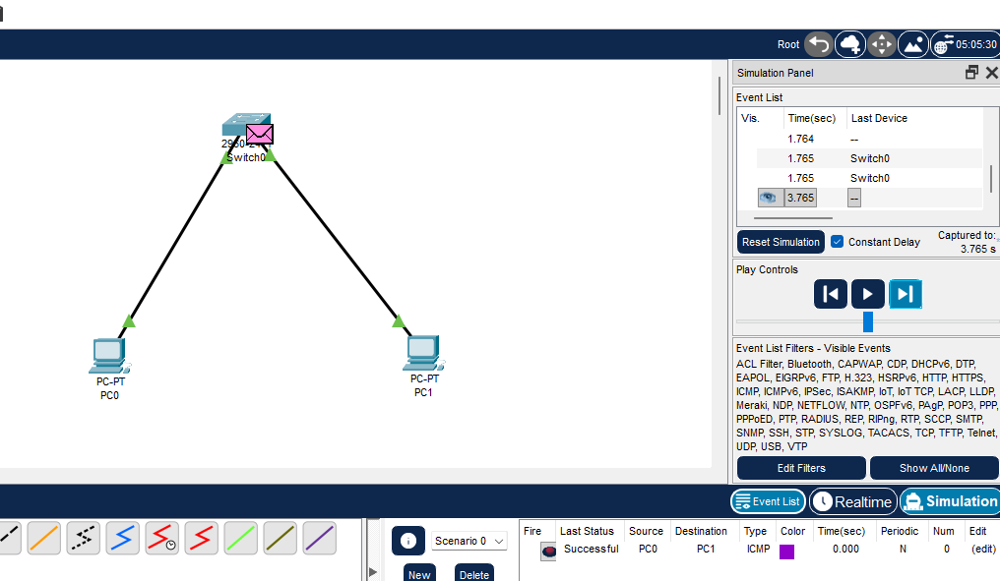 Root
05:05:30
Simulation Panel
Event List
Vis. Time(sec) Last Device
1.764 --
1.765 Switch0
1.765 Switch0
3.765 --
Reset Simulation Constant Delay Captured to:
3.765 s
Play Controls
Event List Filters - Visible Events
ACL Filter, Bluetooth, CAPWAP, CDP, DHCPv6, DTP,
EAPOL, EIGRPv6, FTP, H.323, HSRPv6, HTTP, HTTPS,
ICMP, ICMPv6, IPSec, ISAKMP, IoT, IoT TCP, LACP, LLDP,
Meraki, NDP, NETFLOW, NTP, OSPFv6, PAgP, POP3, PPP,
PPPoED, PTP, RADIUS, REP, RIPng, RTP, SCCP, SMTP,
SNMP, SSH, STP, SYSLOG, TACACS, TCP, TFTP, Telnet,
UDP, USB, VTP
Edit Filters Show All/None
Switch0
PC-PT
PC0
PC-PT
PC1
Event List Realtime Simulation
Scenario 0
New Delete
Fire Last Status Source Destination Type Color Time(sec) Periodic Num Edit
Successful PC0 PC1 ICMP 0.000 N 0 (edit)